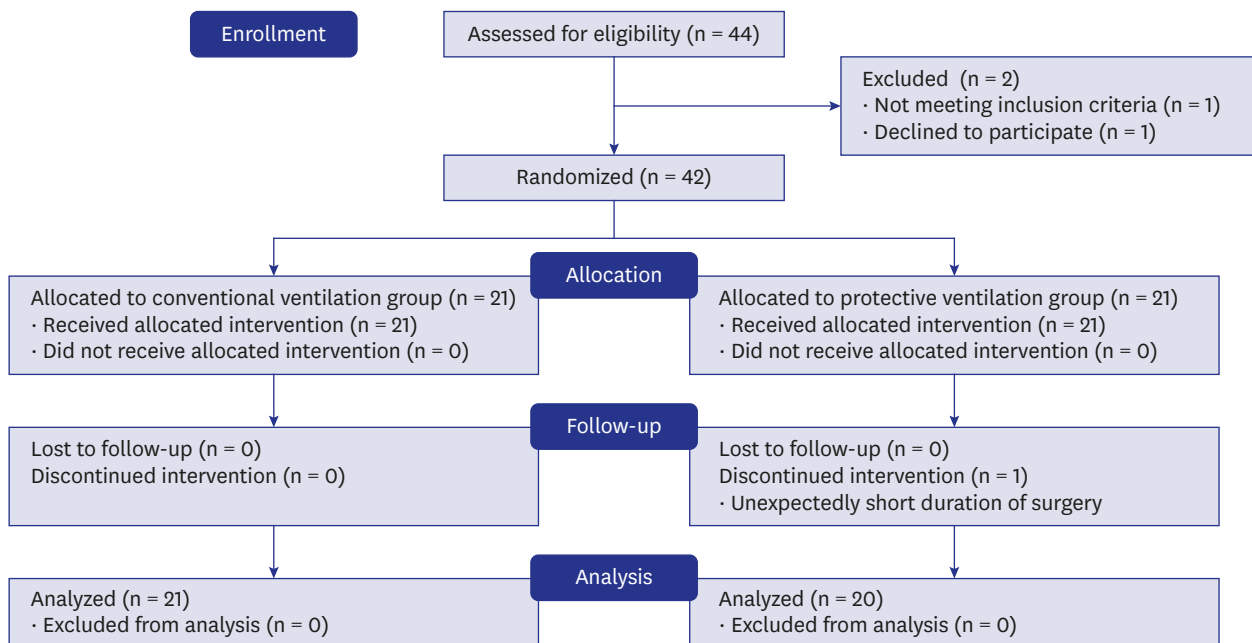 Enrollment
Assessed for eligibility (n = 44)
Excluded (n = 2)
· Not meeting inclusion criteria (n = 1)
· Declined to participate (n = 1)
Randomized (n = 42)
Allocation
Allocated to conventional ventilation group (n = 21)
· Received allocated intervention (n = 21)
· Did not receive allocated intervention (n = 0)
Allocated to protective ventilation group (n = 21)
· Received allocated intervention (n = 21)
· Did not receive allocated intervention (n = 0)
Follow-up
Lost to follow-up (n = 0)
Discontinued intervention (n = 0)
Lost to follow-up (n = 0)
Discontinued intervention (n = 1)
· Unexpectedly short duration of surgery
Analysis
Analyzed (n = 21)
· Excluded from analysis (n = 0)
Analyzed (n = 20)
· Excluded from analysis (n = 0)